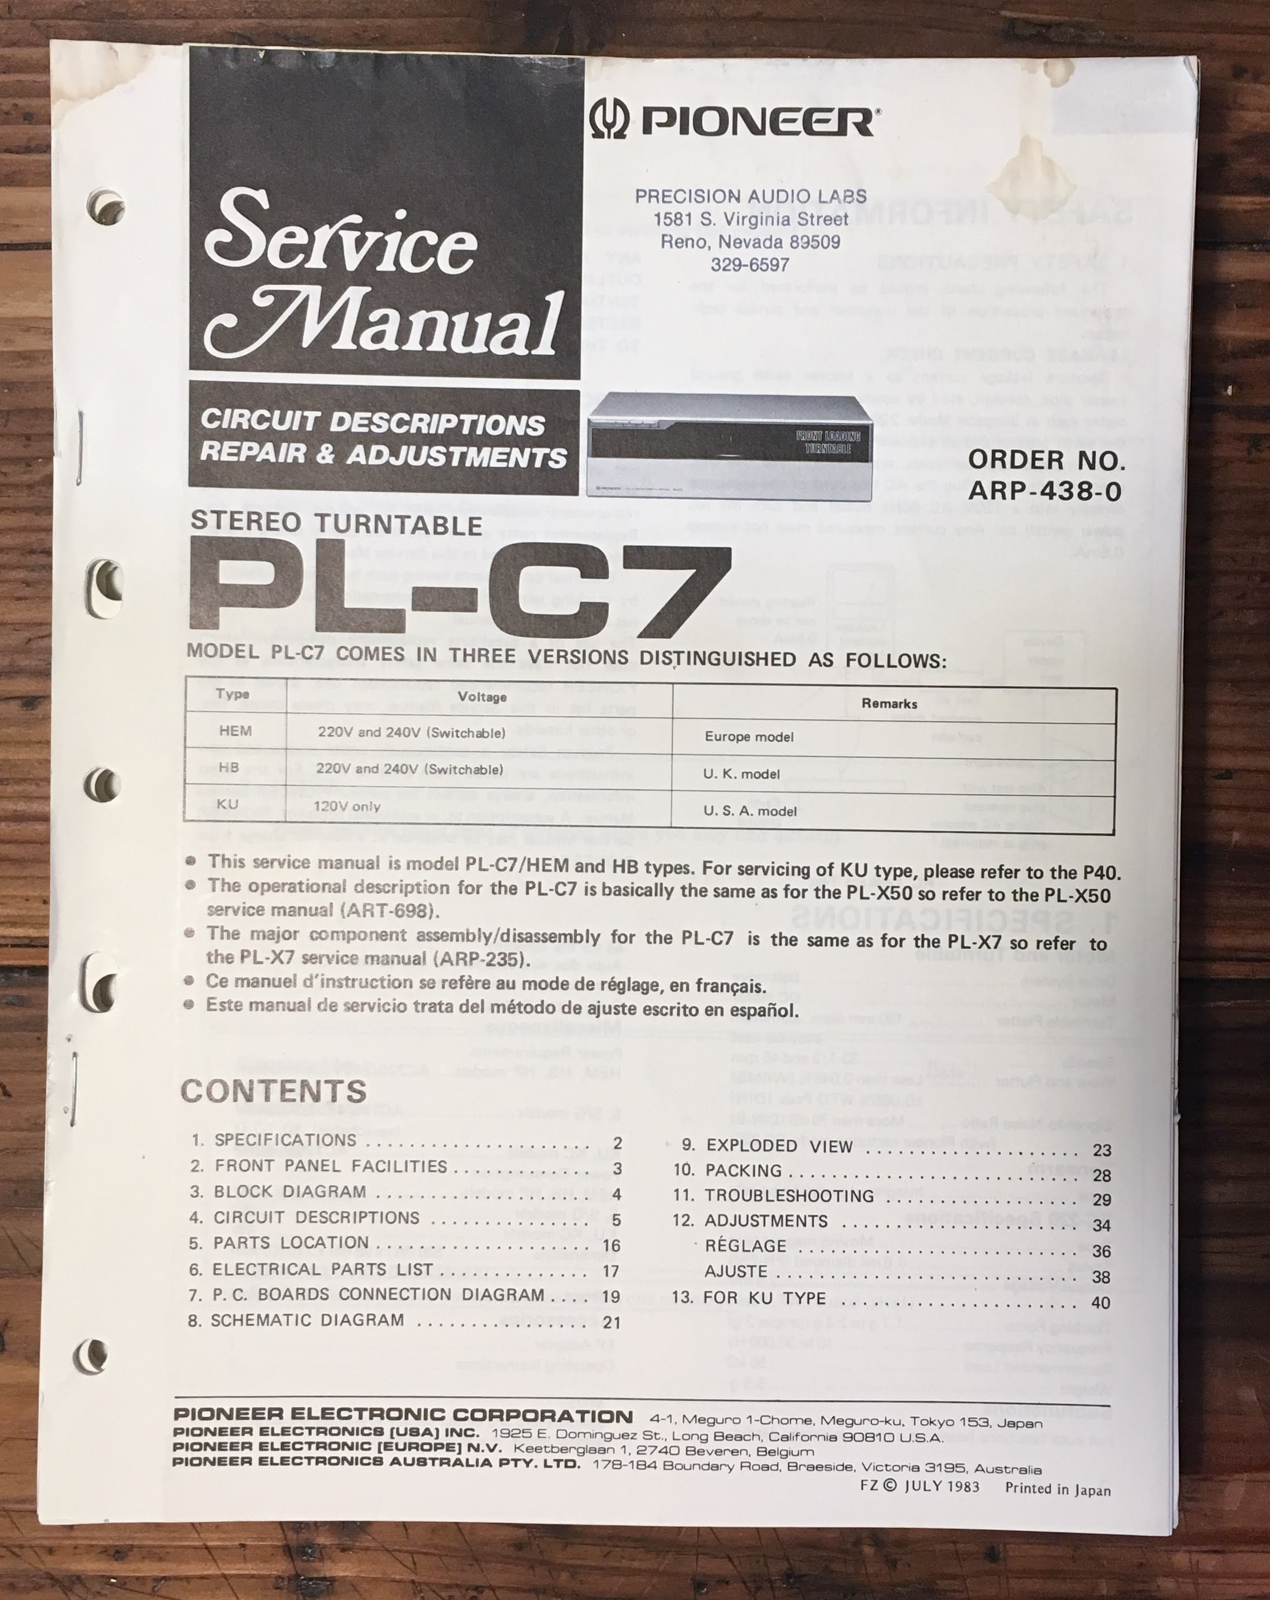 PIONEER®
PRECISION AUDIO LABS
1581 S. Virginia Street
Reno, Nevada 89509
329-6597
Service
Manual
CIRCUIT DESCRIPTIONS
REPAIR & ADJUSTMENTS
FRONT LOADING
TURNTABLE
PIONEER
ORDER NO.
ARP-438-0
STEREO TURNTABLE
PL-C7
MODEL PL-C7 COMES IN THREE VERSIONS DISTINGUISHED AS FOLLOWS:
Type Voltage Remarks
HEM 220V and 240V (Switchable) Europe model
HB 220V and 240V (Switchable) U. K. model
KU 120V only U. S. A. model
● This service manual is model PL-C7/HEM and HB types. For servicing of KU type, please refer to the P40.
● The operational description for the PL-C7 is basically the same as for the PL-X50 so refer to the PL-X50
service manual (ART-698).
● The major component assembly/disassembly for the PL-C7 is the same as for the PL-X7 so refer to
the PL-X7 service manual (ARP-235).
● Ce manuel d'instruction se refère au mode de réglage, en français.
● Este manual de servicio trata del método de ajuste escrito en español.
CONTENTS
1. SPECIFICATIONS ..................... 2
2. FRONT PANEL FACILITIES ............. 3
3. BLOCK DIAGRAM .................... 4
4. CIRCUIT DESCRIPTIONS ............... 5
5. PARTS LOCATION .................... 16
6. ELECTRICAL PARTS LIST .............. 17
7. P. C. BOARDS CONNECTION DIAGRAM .... 19
8. SCHEMATIC DIAGRAM ................. 21
9. EXPLODED VIEW .................... 23
10. PACKING ........................... 28
11. TROUBLESHOOTING .................. 29
12. ADJUSTMENTS ...................... 34
RÉGLAGE .......................... 36
AJUSTE ............................ 38
13. FOR KU TYPE ...................... 40
PIONEER ELECTRONIC CORPORATION 4-1, Meguro 1-Chome, Meguro-ku, Tokyo 153, Japan
PIONEER ELECTRONICS [USA] INC. 1925 E. Dominguez St., Long Beach, California 90810 U.S.A.
PIONEER ELECTRONIC [EUROPE] N.V. Keetberglaan 1, 2740 Beveren, Belgium
PIONEER ELECTRONICS AUSTRALIA PTY. LTD. 178-184 Boundary Road, Braeside, Victoria 3195, Australia
FZ © JULY 1983 Printed in Japan